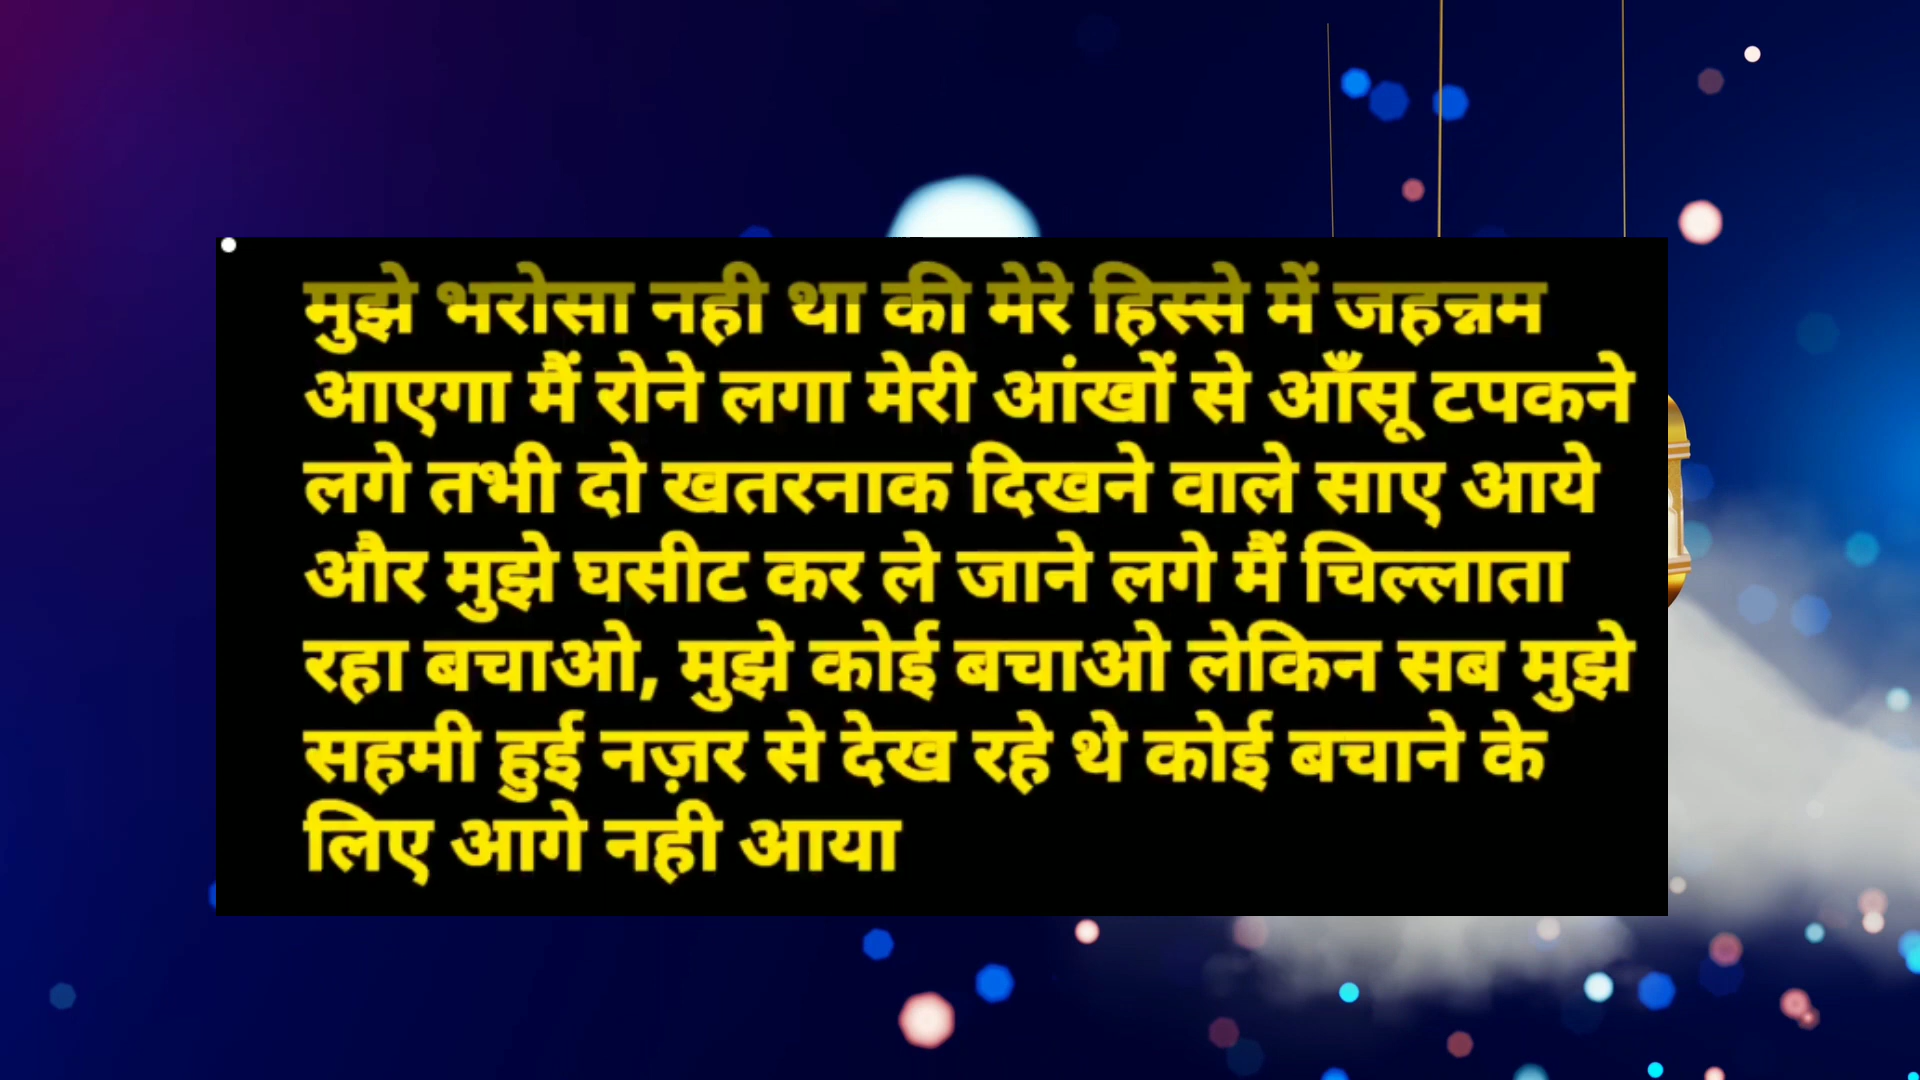 मुझे भरोसा नही था की मेरे हिस्से में जहन्नम
आएगा मैं रोने लगा मेरी आंखों से आँसू टपकने
लगे तभी दो खतरनाक दिखने वाले साए आये
और मुझे घसीट कर ले जाने लगे मैं चिल्लाता
रहा बचाओ, मुझे कोई बचाओ लेकिन सब मुझे
सहमी हुई नज़र से देख रहे थे कोई बचाने के
लिए आगे नही आया